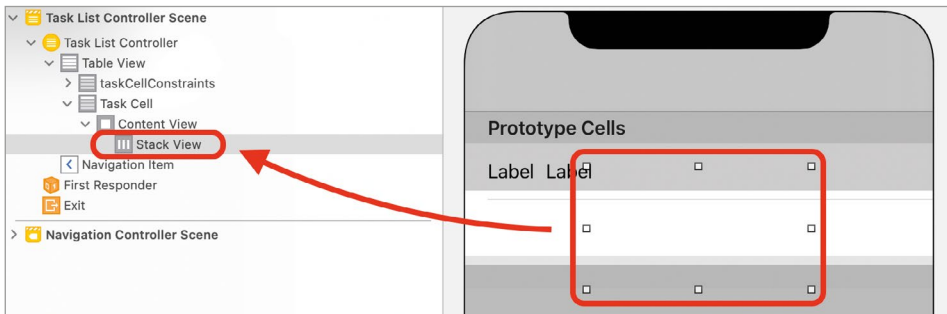 Task List Controller Scene
Task List Controller
Table View
taskCellConstraints
Task Cell
Content View
Stack View
Navigation Item
First Responder
Exit
Navigation Controller Scene
Prototype Cells
Label Label